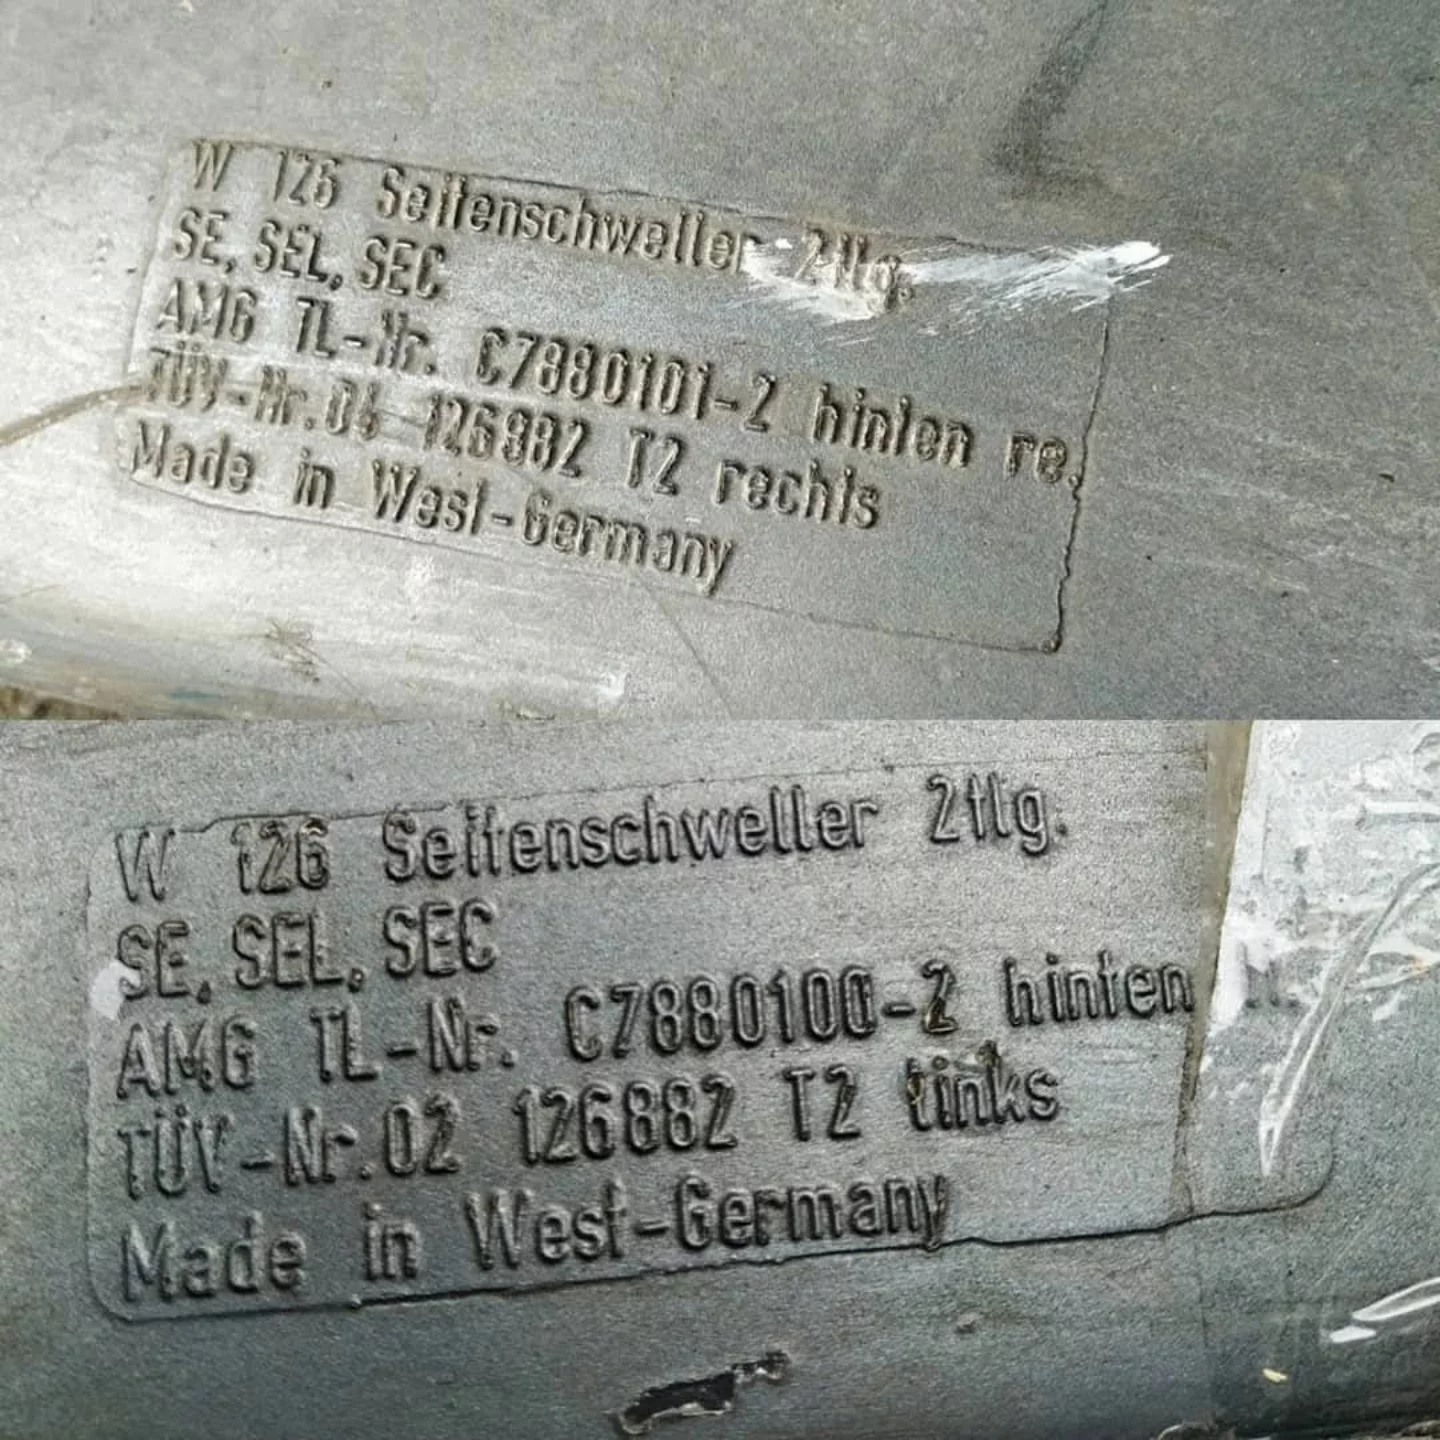 W 126 Seitenschweller 2tlg.
SE, SEL, SEC
AMG TL-Nr. C7880101-2 hinten re.
TÜV-Nr. 126882 T2 rechts
Made in West-Germany
W 126 Seitenschweller 2tlg.
SE, SEL, SEC
AMG TL-Nr. C7880100-2 hinten
TÜV-Nr.02 126882 T2 links
Made in West-Germany